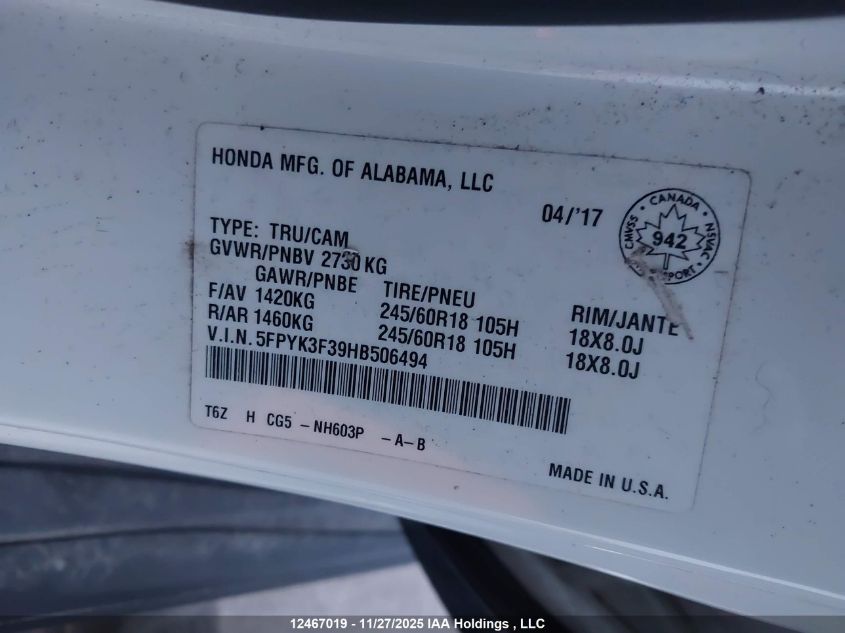 HONDA MFG. OF ALABAMA, LLC
04/'17
CANADA
CMVSS
NSVAC
942
TYPE: TRU/CAM
GVWR/PNBV 2730 KG
GAWR/PNBE TIRE/PNEU RIM/JANTE
F/AV 1420KG 245/60R18 105H 18X8.0J
R/AR 1460KG 245/60R18 105H 18X8.0J
V.I.N. 5FPYK3F39HB506494
T6Z H CG5 - NH603P - A- B
MADE IN U.S.A.
12467019 - 11/27/2025 IAA Holdings , LLC